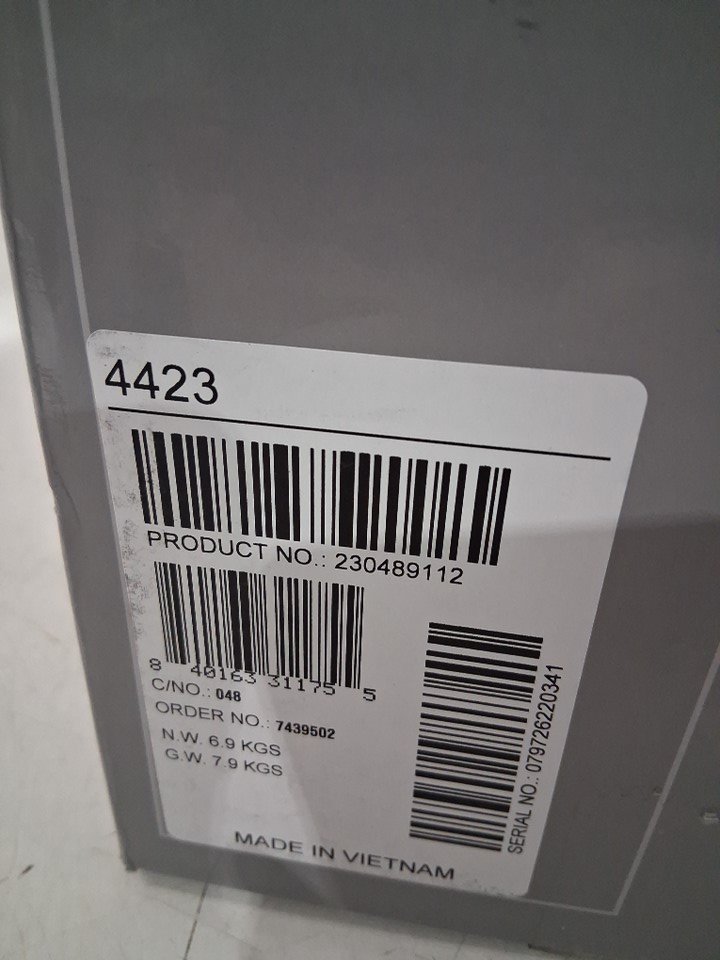 4423
PRODUCT NO.: 230489112
8 40163 31175 5
C/NO.: 048
ORDER NO.: 7439502
N.W. 6.9 KGS
G.W. 7.9 KGS
SERIAL NO.: 079726220341
MADE IN VIETNAM